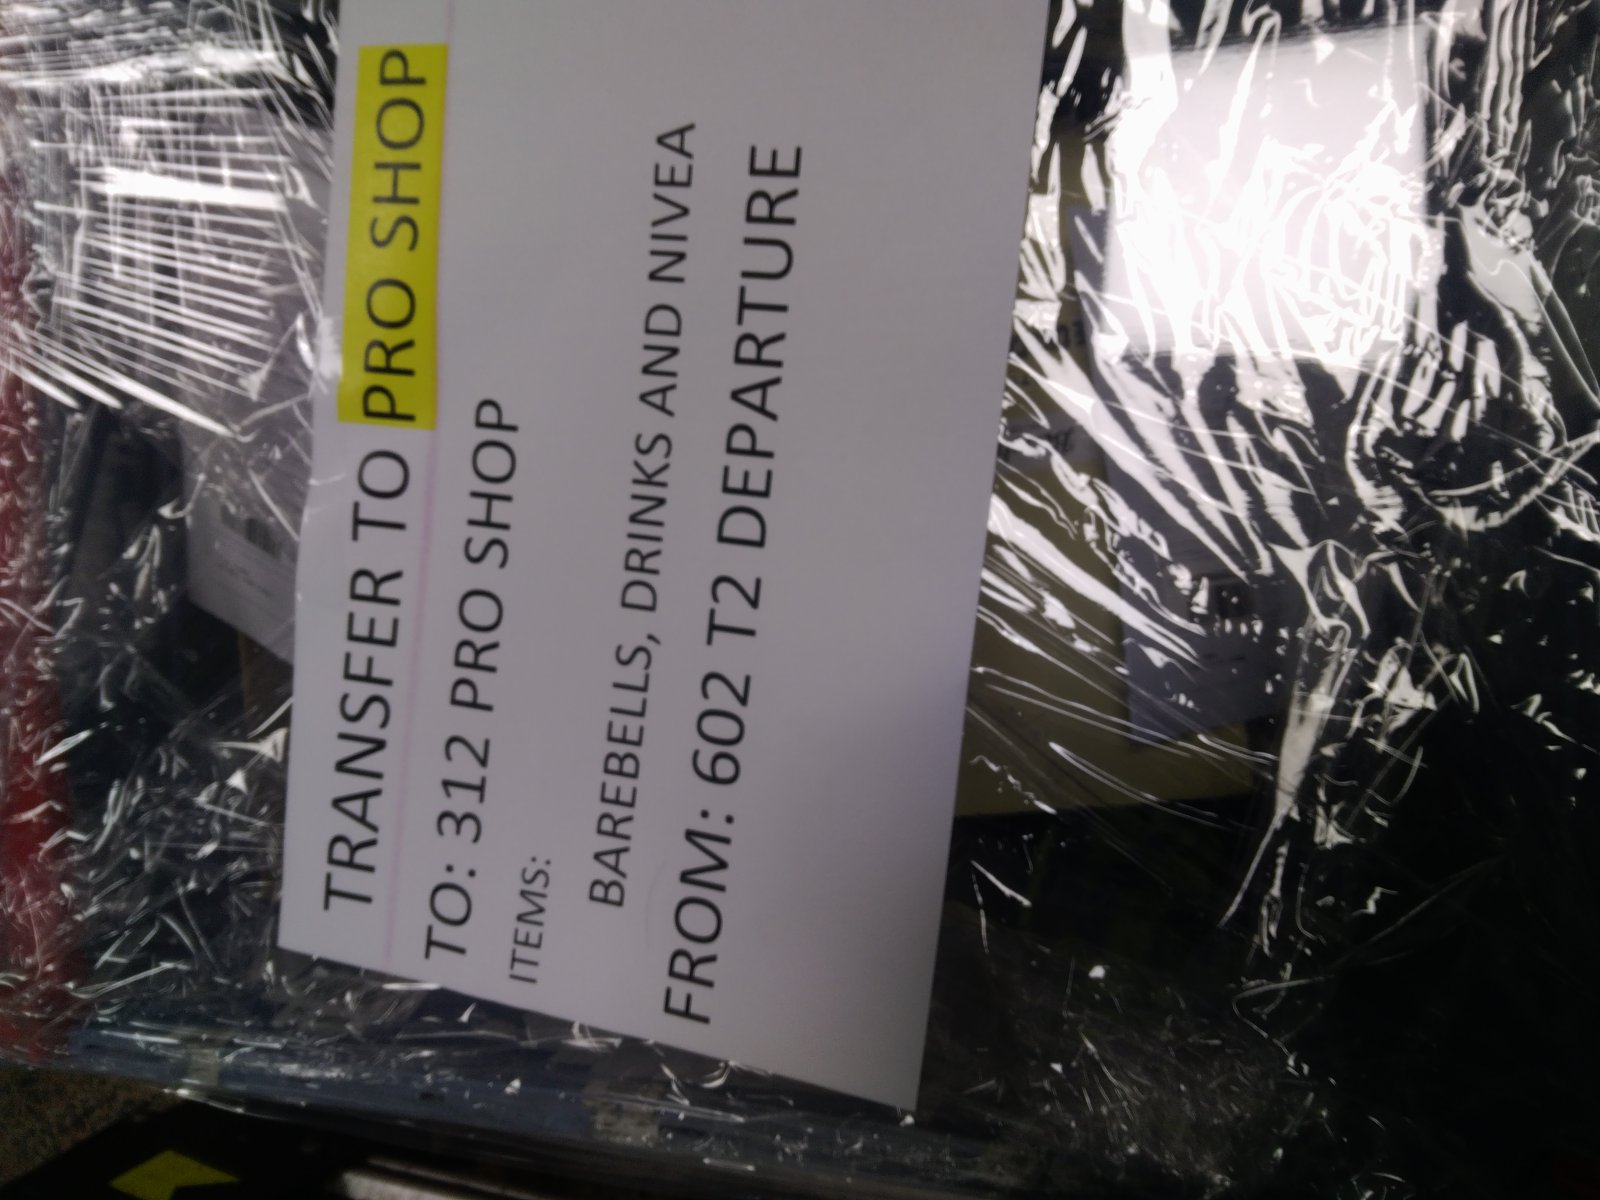 TRANSFER TO PRO SHOP
TO: 312 PRO SHOP
ITEMS:
BAREBELLS, DRINKS AND NIVEA
FROM: 602 T2 DEPARTURE